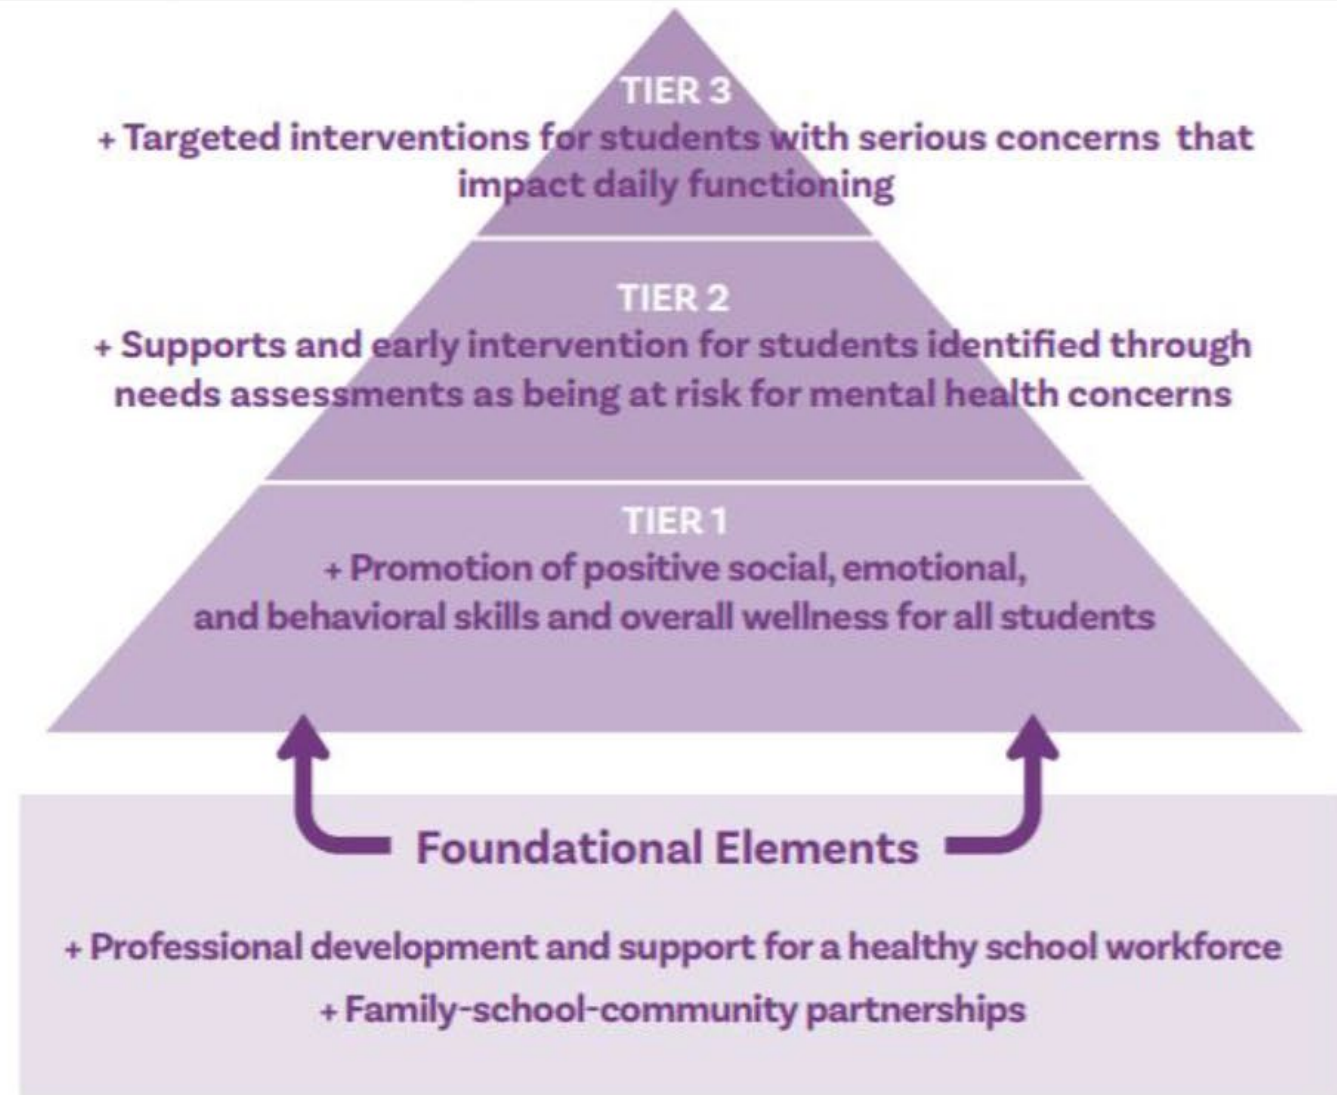 TIER 3
+ Targeted interventions for students with serious concerns that
impact daily functioning
TIER 2
+ Supports and early intervention for students identified through
needs assessments as being at risk for mental health concerns
TIER 1
+ Promotion of positive social, emotional,
and behavioral skills and overall wellness for all students
Foundational Elements
+ Professional development and support for a healthy school workforce
+ Family-school-community partnerships